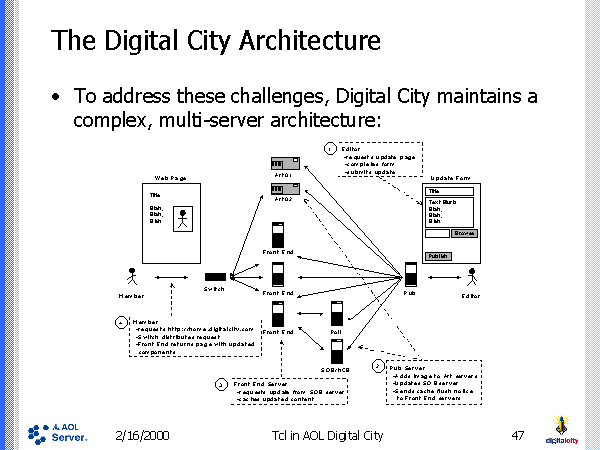 The Digital City Architecture
• To address these challenges, Digital City maintains a
complex, multi-server architecture:
1
Editor
-requests update page
-completes form
-submits update
Web Page
Title
Blah,
Blah,
Blah
Art01
Art02
Update Form
Title
Text Blurb
Blah,
Blah,
Blah
Browse
Publish
Front End
Member
Switch
Front End
Pub
Editor
4
Member
-requests http://home.digitalcity.com
-Switch distributes request
-Front End returns page with updated
components
Front End
Poll
2
Pub Server
-Adds image to Art servers
-Updates SOB server
-Sends cache flush notice
to Front End servers
3
Front End Server
-requests update from SOB server
-caches updated content
AOL
Server.
2/16/2000
Tcl in AOL Digital City
47
digitalcity